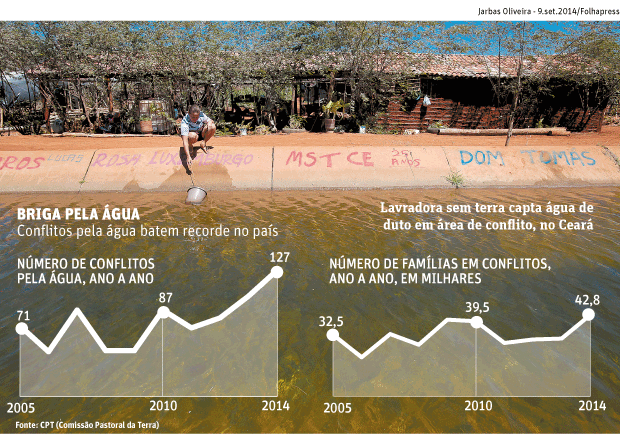 Jarbas Oliveira - 9.set.2014/Folhapress
ROSA LUXEMBURGO MST CE 25 ANOS DOM TOMAS
BRIGA PELA ÁGUA
Conflitos pela água batem recorde no país
Lavradora sem terra capta água de
duto em área de conflito, no Ceará
NÚMERO DE CONFLITOS
PELA ÁGUA, ANO A ANO
71
87
127
2005
2010
2014
NÚMERO DE FAMÍLIAS EM CONFLITOS,
ANO A ANO, EM MILHARES
32,5
39,5
42,8
2005
2010
2014
Fonte: CPT (Comissão Pastoral da Terra)